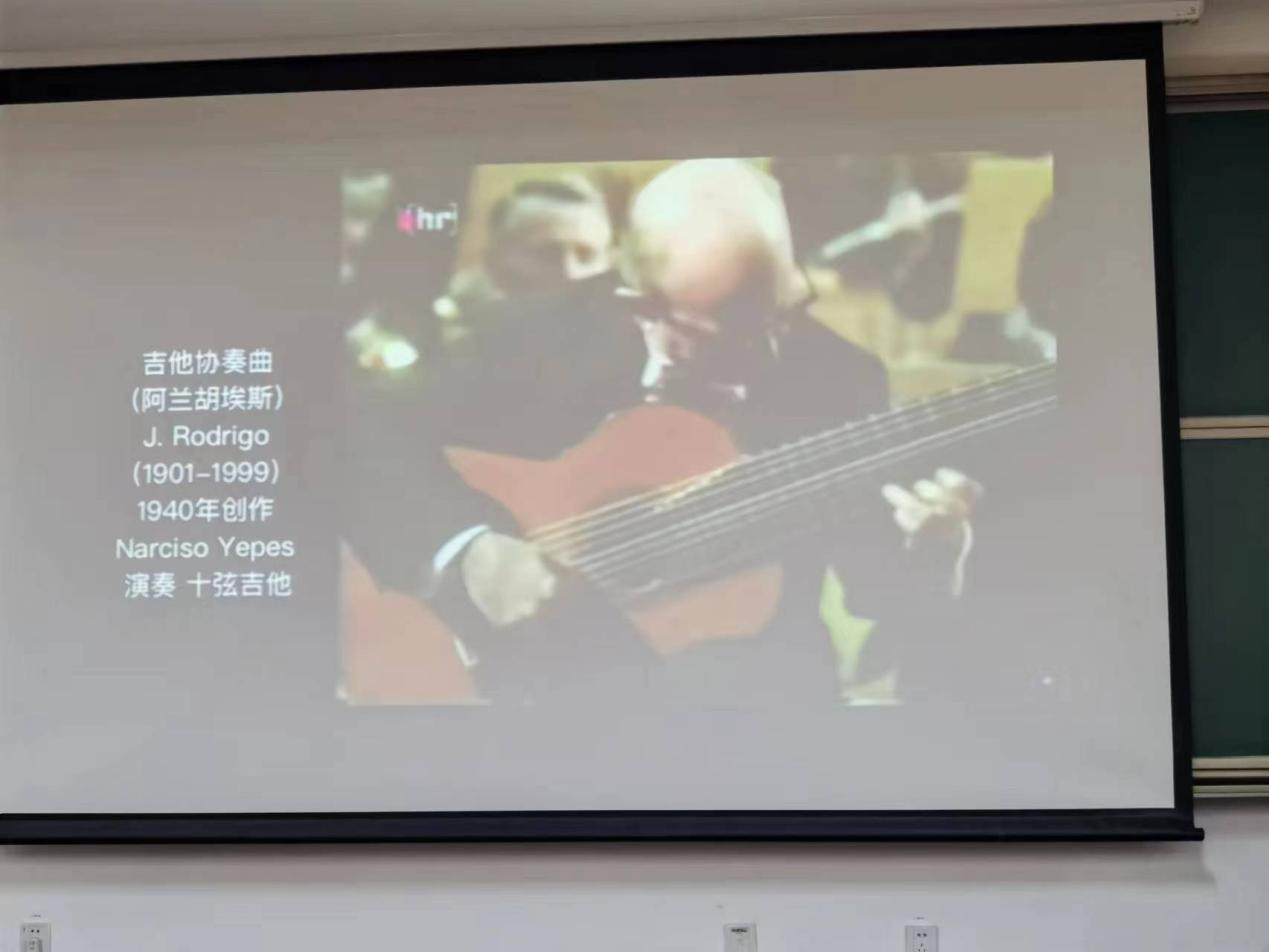 吉他协奏曲
(阿兰胡埃斯)
J. Rodrigo
(1901-1999)
1940年创作
Narciso Yepes
演奏 十弦吉他
hr